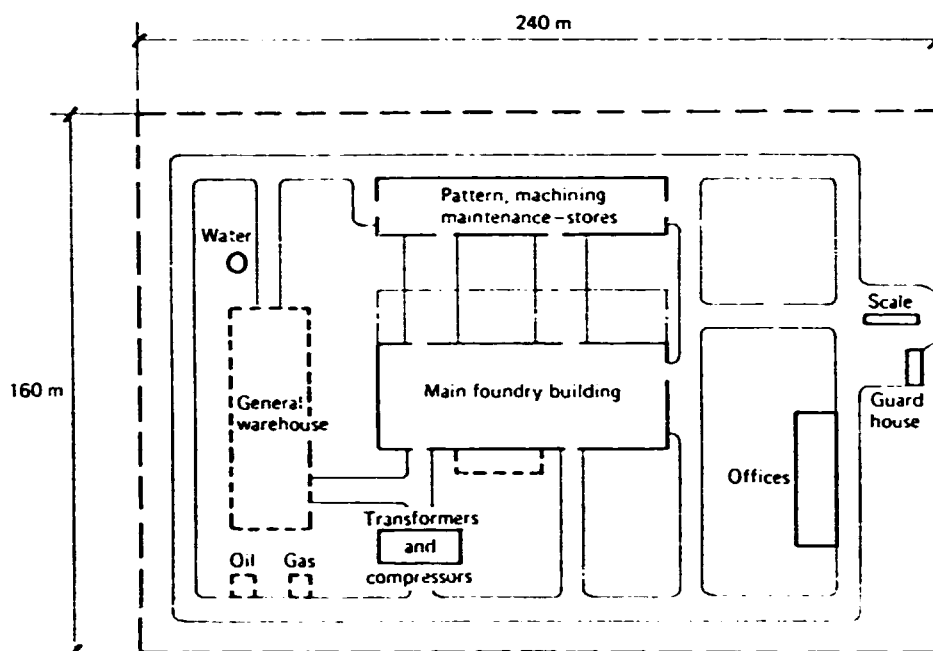 240 m
Pattern, machining
maintenance-stores
Water
Scale
160 m
Main foundry building
General
warehouse
Guard
house
Offices
Transformers
and
compressors
Oil
Gas